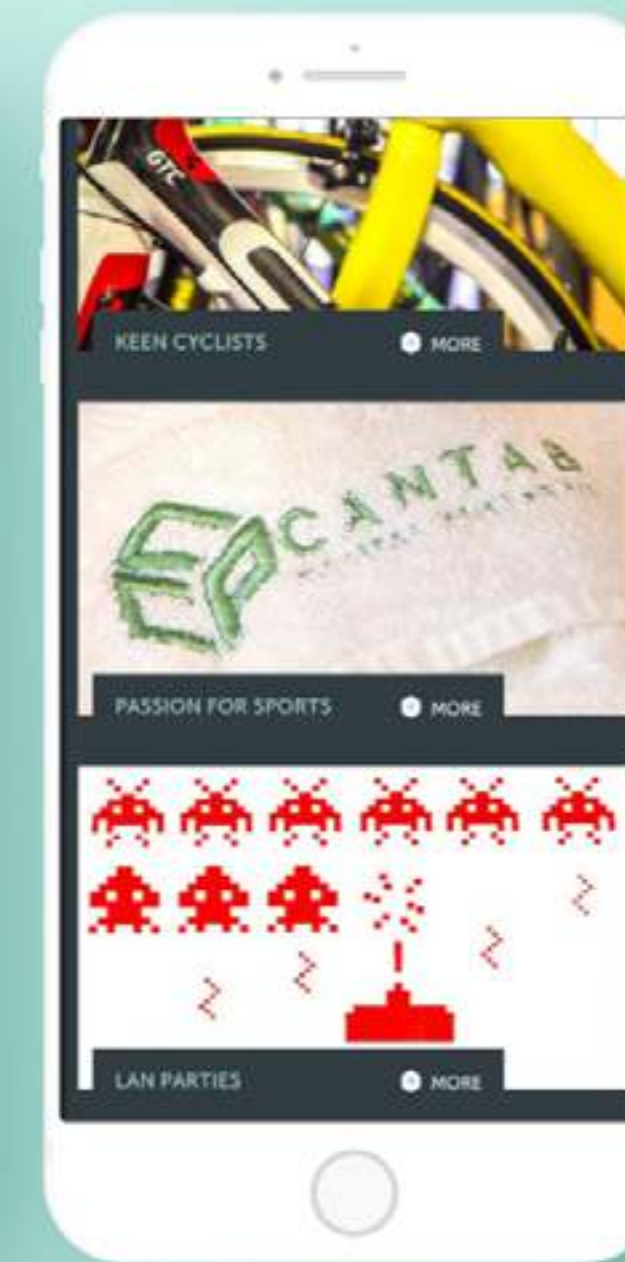 GTC
KEEN CYCLISTS MORE
CANTAB
PASSION FOR SPORTS MORE
LAN PARTIES MORE